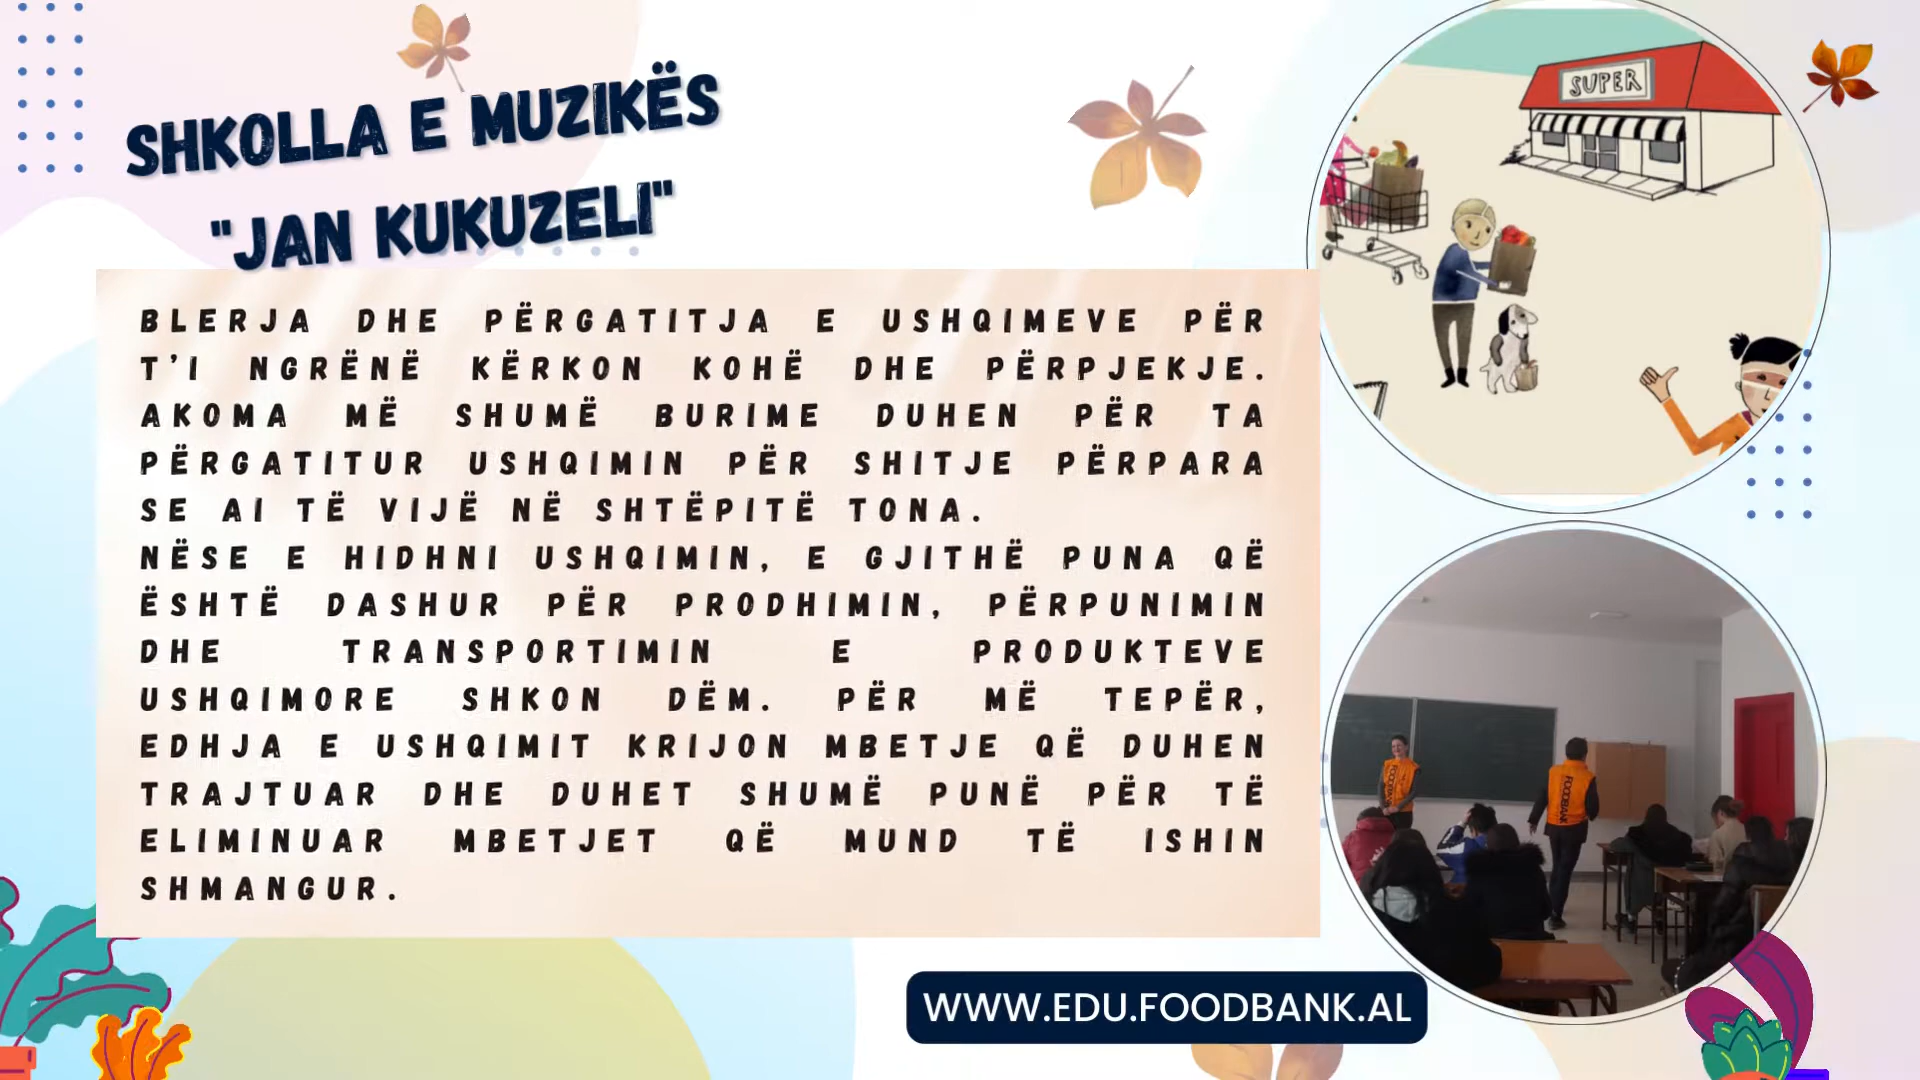 SHKOLLA E MUZIKËS
"JAN KUKUZELI"
BLERJA DHE PËRGATITJA E USHQIMEVE PËR
T'I NGRËNË KËRKON KOHË DHE PËRPJEKJE.
AKOMA MË SHUMË BURIME DUHEN PËR TA
PËRGATITUR USHQIMIN PËR SHITJE PËRPARA
SE AI TË VIJË NË SHTËPITË TONA.
NËSE E HIDHNI USHQIMIN, E GJITHË PUNA QË
ËSHTË DASHUR PËR PRODHIMIN, PËRPUNIMIN
DHE TRANSPORTIMIN E PRODUKTEVE
USHQIMORE SHKON DËM. PËR MË TEPËR,
EDHJA E USHQIMIT KRIJON MBETJE QË DUHEN
TRAJTUAR DHE DUHET SHUMË PUNË PËR TË
ELIMINUAR MBETJET QË MUND TË ISHIN
SHMANGUR.
SUPER
FOODBANK
FOODBANK
WWW.EDU.FOODBANK.AL